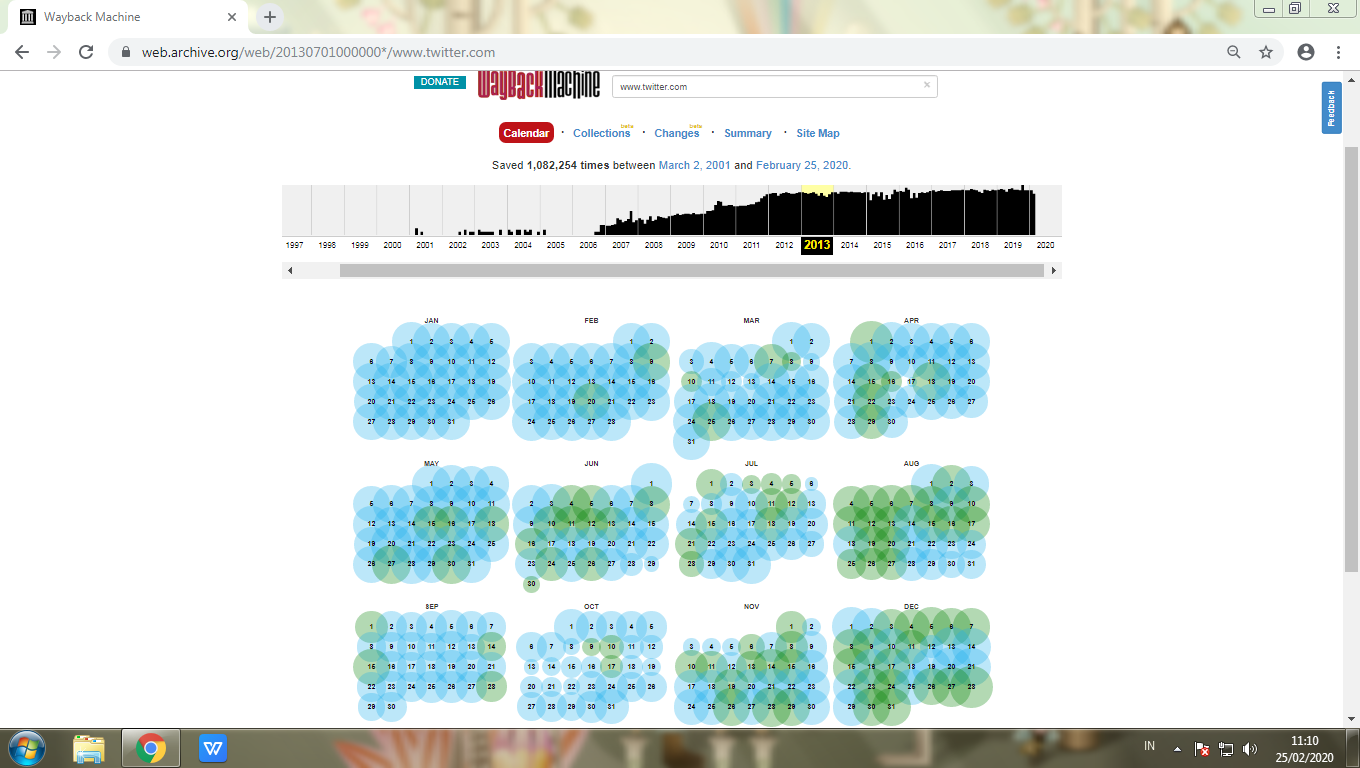 Wayback Machine
web.archive.org/web/20130701000000*/www.twitter.com
DONATE
WAYBACKMACHINE
www.twitter.com
Feedback
Calendar · Collections beta · Changes beta · Summary · Site Map
Saved 1,082,254 times between March 2, 2001 and February 25, 2020.
1997 1998 1999 2000 2001 2002 2003 2004 2005 2006 2007 2008 2009 2010 2011 2012 2013 2014 2015 2016 2017 2018 2019 2020
JAN FEB MAR APR
1 2 3 4 5 1 2 1 2 1 2 3 4 5 6
6 7 8 9 10 11 12 3 4 5 6 7 8 9 3 4 5 6 7 8 9 7 8 9 10 11 12 13
13 14 15 16 17 18 19 10 11 12 13 14 15 16 10 11 12 13 14 15 16 14 15 16 17 18 19 20
20 21 22 23 24 25 26 17 18 19 20 21 22 23 17 18 19 20 21 22 23 21 22 23 24 25 26 27
27 28 29 30 31 24 25 26 27 28 24 25 26 27 28 29 30 28 29 30
31
MAY JUN JUL AUG
1 2 3 4 1 1 2 3 4 5 6 1 2 3
5 6 7 8 9 10 11 2 3 4 5 6 7 8 7 8 9 10 11 12 13 4 5 6 7 8 9 10
12 13 14 15 16 17 18 9 10 11 12 13 14 15 14 15 16 17 18 19 20 11 12 13 14 15 16 17
19 20 21 22 23 24 25 16 17 18 19 20 21 22 21 22 23 24 25 26 27 18 19 20 21 22 23 24
26 27 28 29 30 31 23 24 25 26 27 28 29 28 29 30 31 25 26 27 28 29 30 31
30
SEP OCT NOV DEC
1 2 3 4 5 6 7 1 2 3 4 5 1 2 1 2 3 4 5 6 7
8 9 10 11 12 13 14 6 7 8 9 10 11 12 3 4 5 6 7 8 9 8 9 10 11 12 13 14
15 16 17 18 19 20 21 13 14 15 16 17 18 19 10 11 12 13 14 15 16 15 16 17 18 19 20 21
22 23 24 25 26 27 28 20 21 22 23 24 25 26 17 18 19 20 21 22 23 22 23 24 25 26 27 28
29 30 27 28 29 30 31 24 25 26 27 28 29 30 29 30 31
W
IN
11:10
25/02/2020